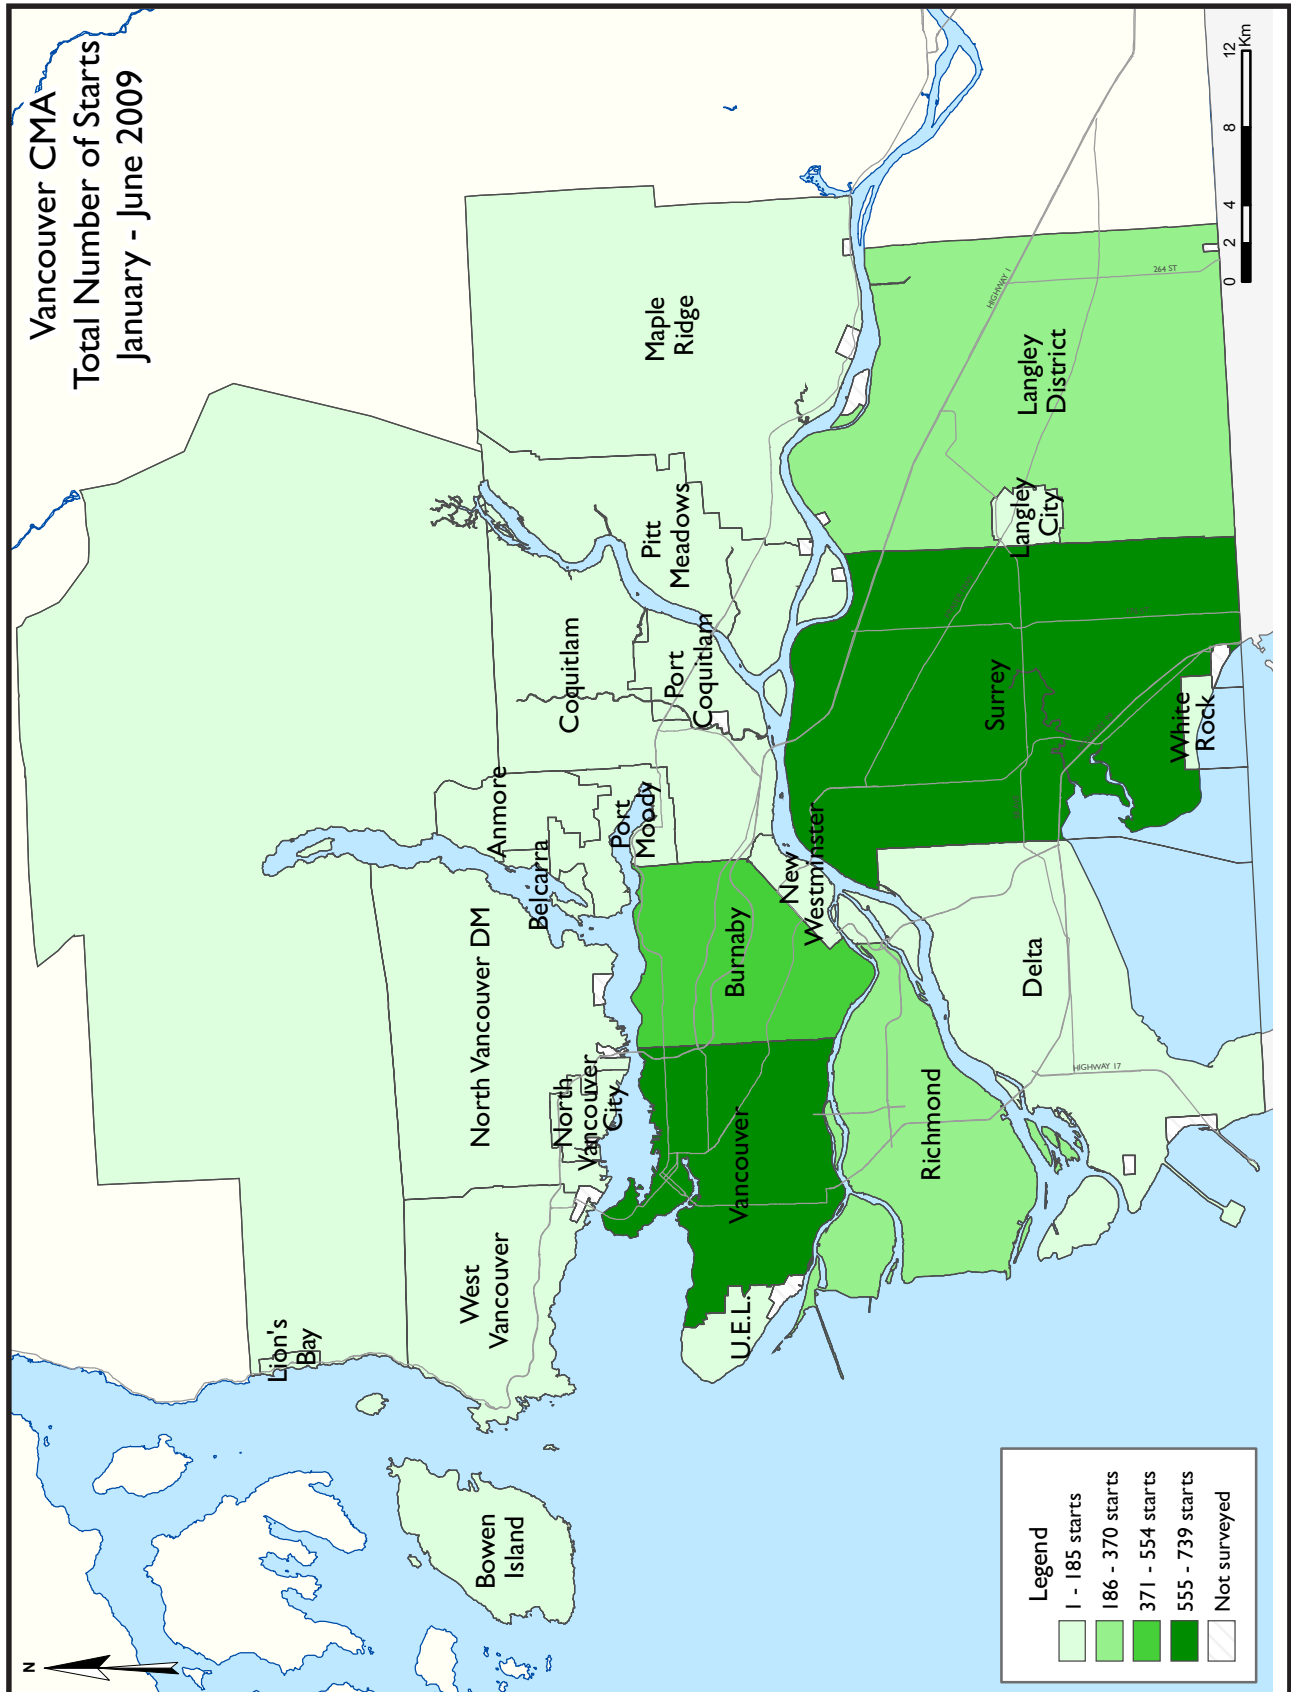 Vancouver CMA
Total Number of Starts
January - June 2009
N
Lion's
Bay
West
Vancouver
North Vancouver DM
North
Vancouver
City
Bowen
Island
Anmore
Belcarra
Port
Moody
Coquitlam
Port
Coquitlam
Pitt
Meadows
Maple
Ridge
U.E.L.
Vancouver
Burnaby
New
Westminster
Richmond
Delta
HIGHWAY 17
Surrey
White
Rock
Langley
City
Langley
District
HIGHWAY 1
264 ST
Legend
1 - 185 starts
186 - 370 starts
371 - 554 starts
555 - 739 starts
Not surveyed
0 2 4 8 12
Km